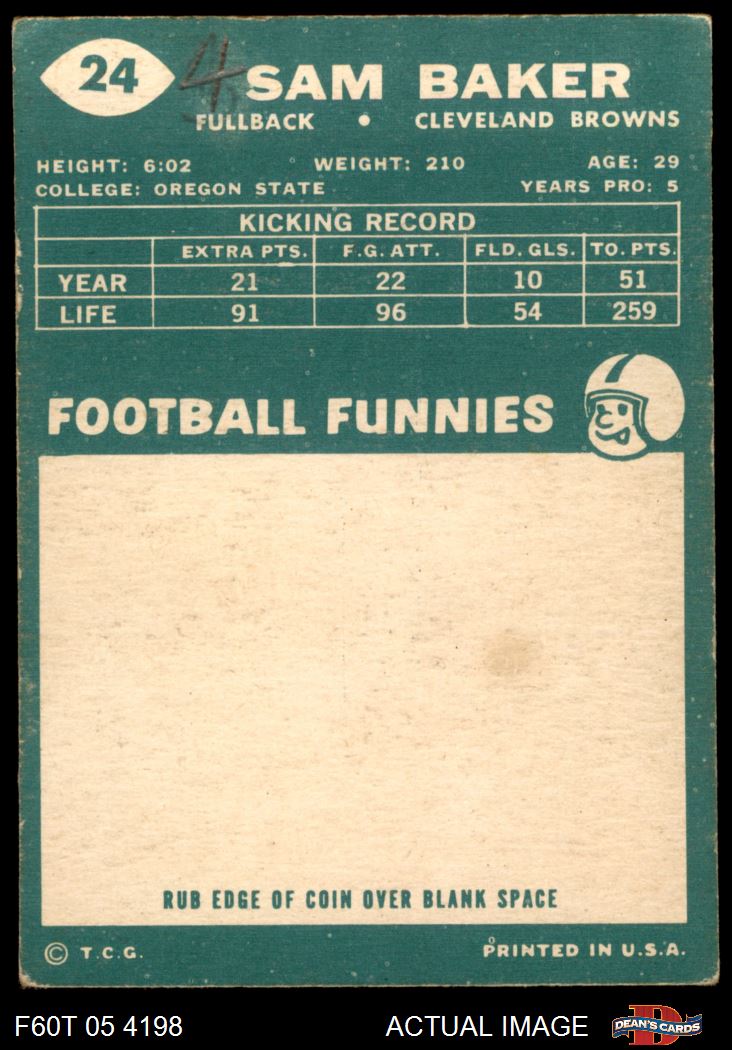 24 4 SAM BAKER
FULLBACK • CLEVELAND BROWNS
HEIGHT: 6:02 WEIGHT: 210 AGE: 29
COLLEGE: OREGON STATE YEARS PRO: 5
KICKING RECORD
EXTRA PTS. F.G. ATT. FLD. GLS. TO. PTS.
YEAR 21 22 10 51
LIFE 91 96 54 259
FOOTBALL FUNNIES
RUB EDGE OF COIN OVER BLANK SPACE
© T.C.G. PRINTED IN U.S.A.
F60T 05 4198 ACTUAL IMAGE D DEAN'S CARDS